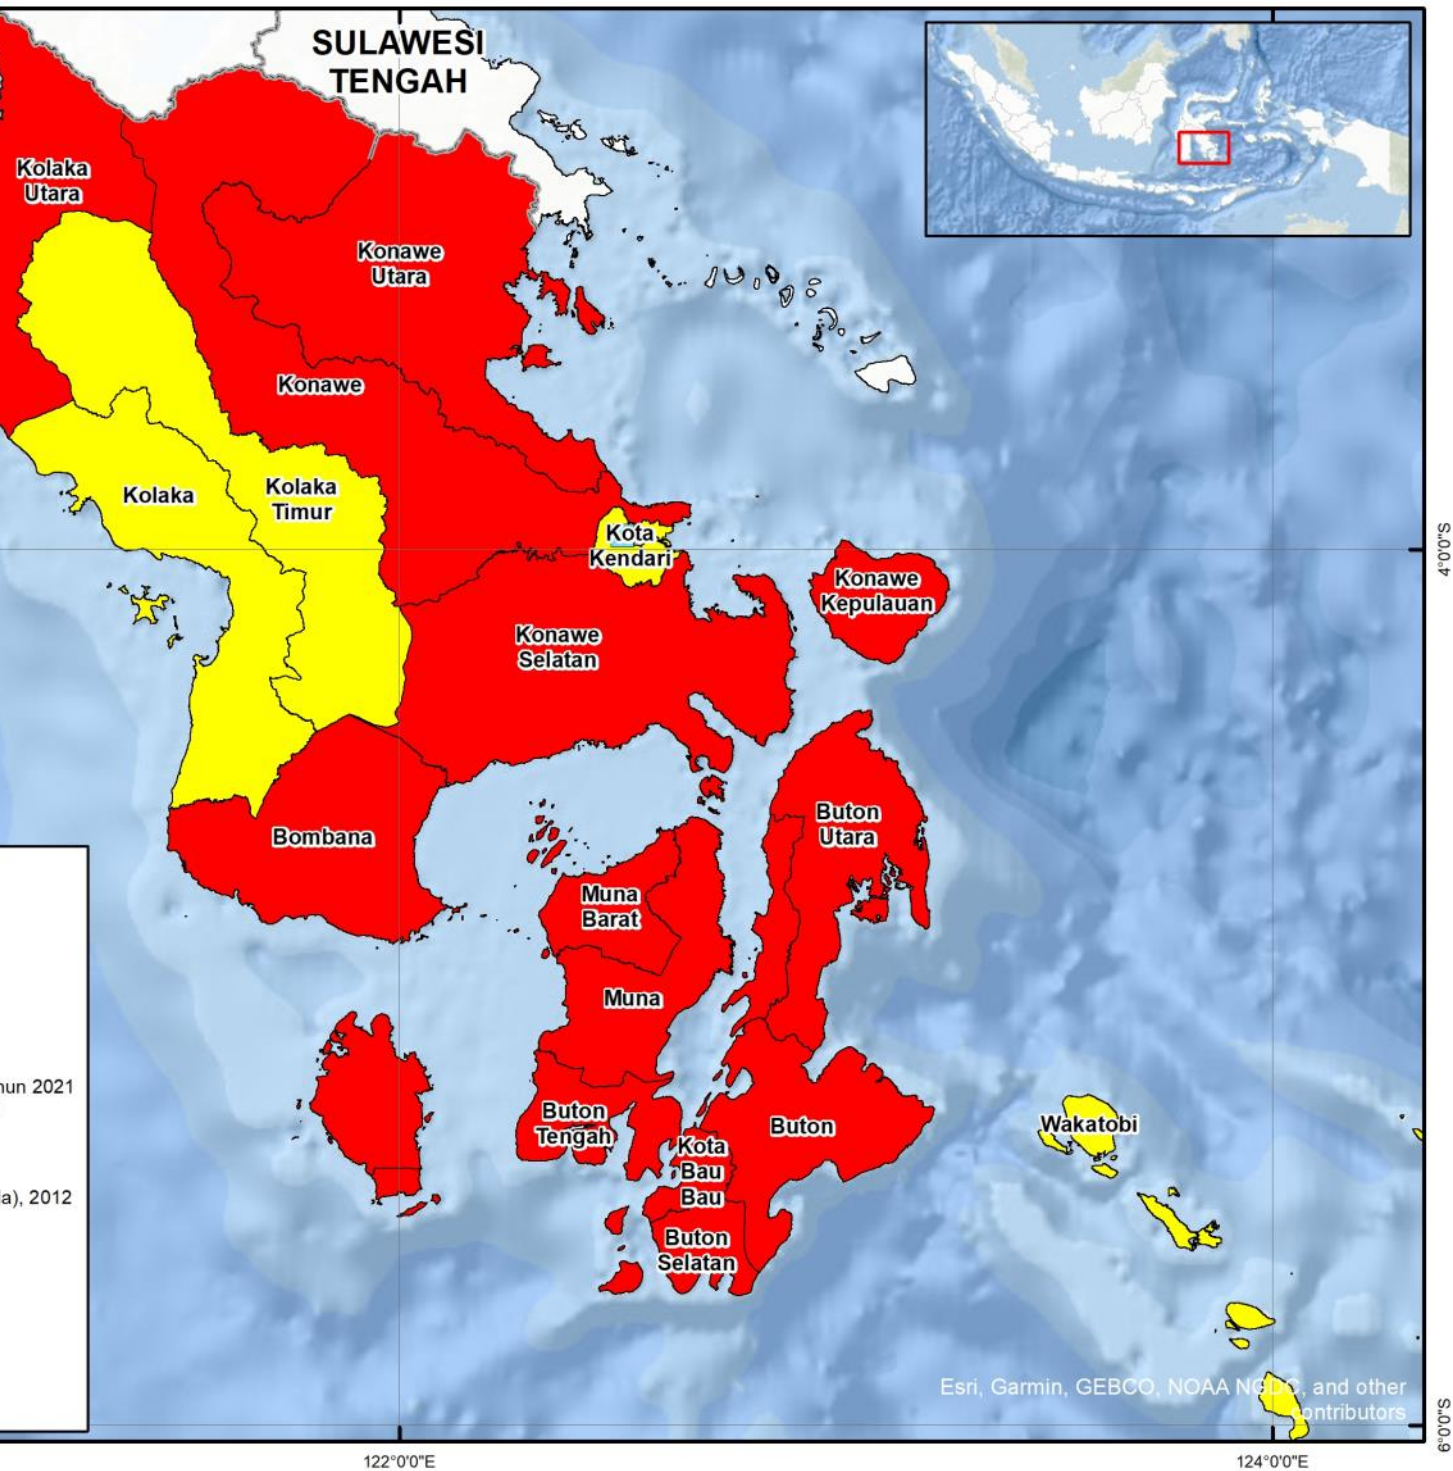 SULAWESI
TENGAH
Kolaka
Utara
Konawe
Utara
Konawe
Kolaka
Kolaka
Timur
Kota
Kendari
4°0'0"S
Konawe
Kepulauan
Konawe
Selatan
Bombana
Buton
Utara
Muna
Barat
Muna
2021
Buton
Tengah
Buton
Wakatobi
Kota
Bau
Bau
), 2012
Buton
Selatan
Esri, Garmin, GEBCO, NOAA NGDC, and other
contributors
6°0'0"S
122°0'0"E
124°0'0"E